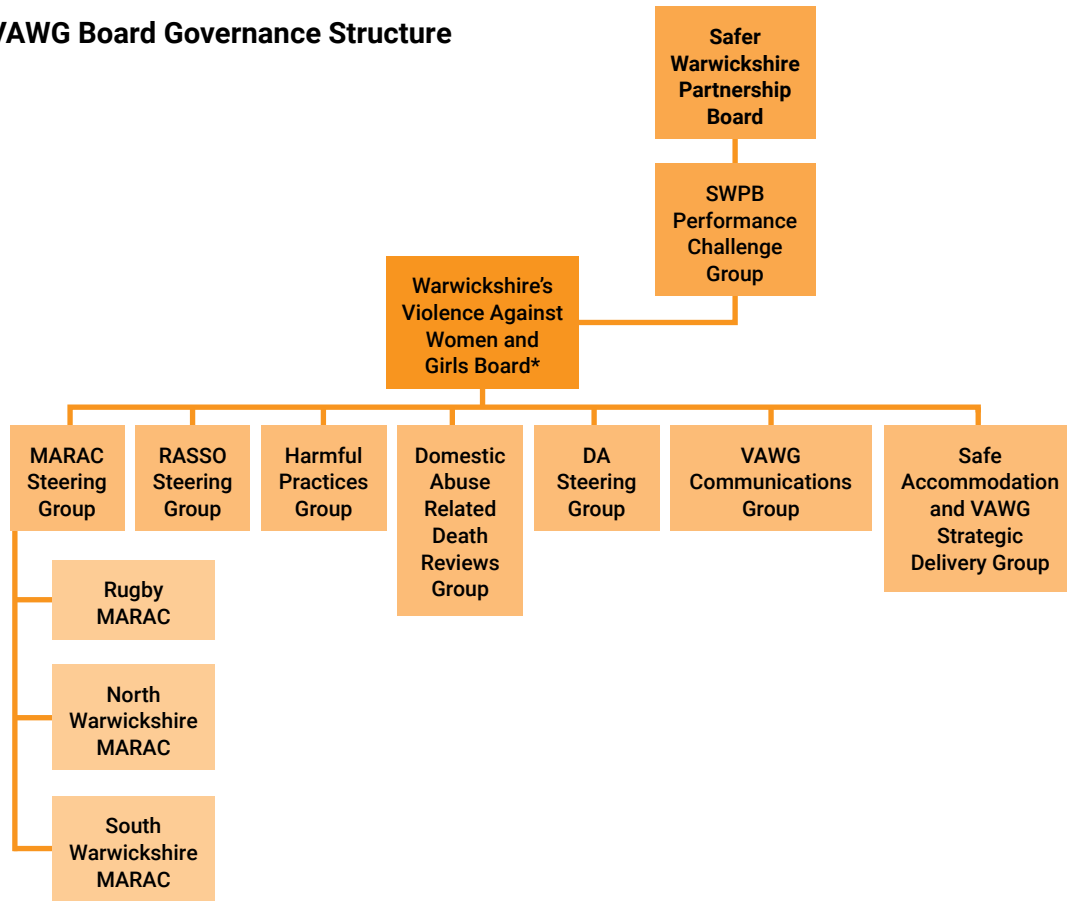 VAWG Board Governance Structure
Safer
Warwickshire
Partnership
Board
SWPB
Performance
Challenge
Group
Warwickshire’s
Violence Against
Women and
Girls Board*
MARAC
Steering
Group
RASSO
Steering
Group
Harmful
Practices
Group
Domestic
Abuse
Related
Death
Reviews
Group
DA
Steering
Group
VAWG
Communications
Group
Safe
Accommodation
and VAWG
Strategic
Delivery Group
Rugby
MARAC
North
Warwickshire
MARAC
South
Warwickshire
MARAC